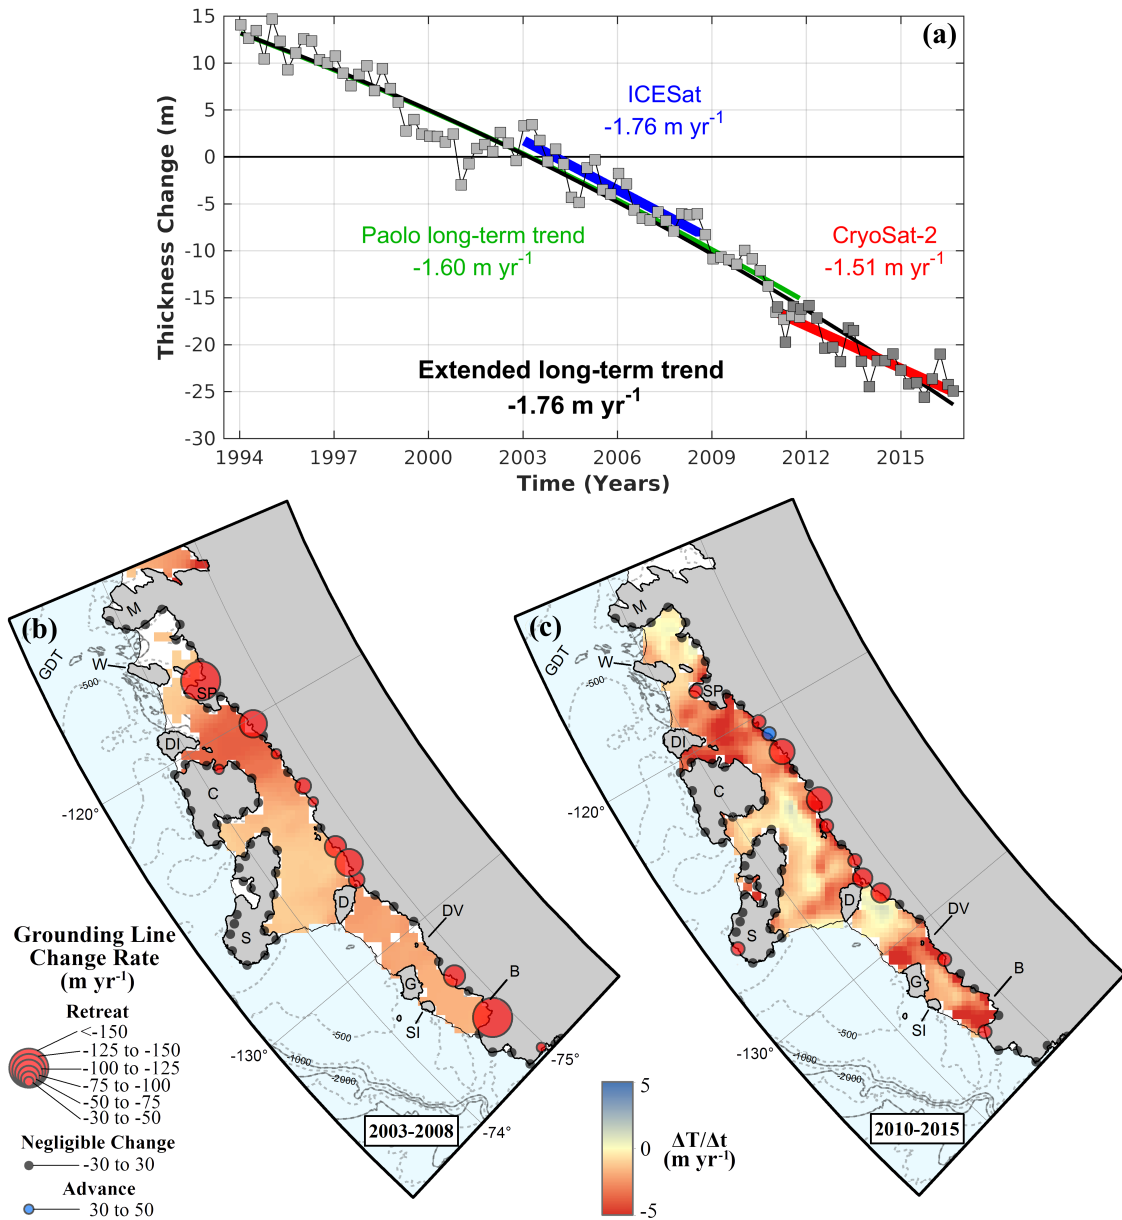 (a)
15
10
5
0
-5
-10
-15
-20
-25
-30
Thickness Change (m)
ICESat
-1.76 m yr-1
Paolo long-term trend
-1.60 m yr-1
CryoSat-2
-1.51 m yr-1
Extended long-term trend
-1.76 m yr-1
1994 1997 2000 2003 2006 2009 2012 2015
Time (Years)
(b)
M
GDT
W
-500
SP
DI
-120°
C
D
DV
S
B
G
SI
-500
-130°
-1000
-2000
-75°
-74°
2003-2008
(c)
M
GDT
W
-500
SP
DI
-120°
C
D
DV
S
B
G
SI
-500
-130°
-1000
-2000
2010-2015
Grounding Line
Change Rate
(m yr-1)
Retreat
<-150
-125 to -150
-100 to -125
-75 to -100
-50 to -75
-30 to -50
Negligible Change
-30 to 30
Advance
30 to 50
5
0
-5
ΔT/Δt
(m yr-1)